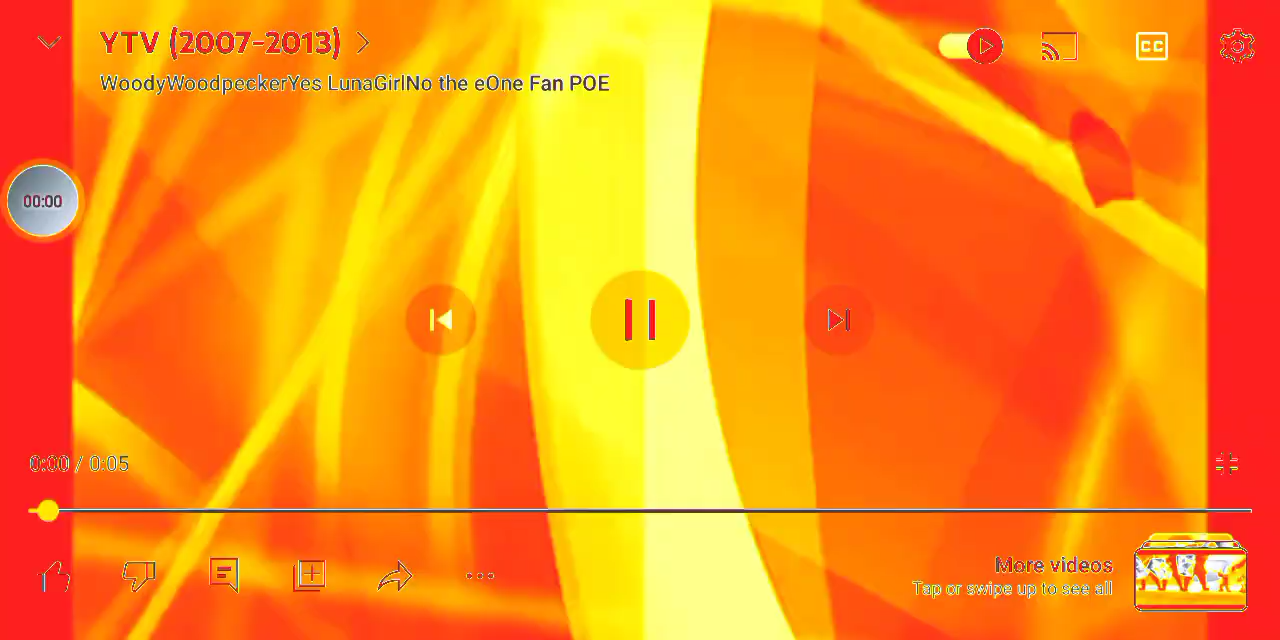 YTV (2007-2013)
WoodyWoodpeckerYes LunaGirlNo the eOne Fan POE
CC
00:00
0:00 / 0:05
More videos
Tap or swipe up to see all